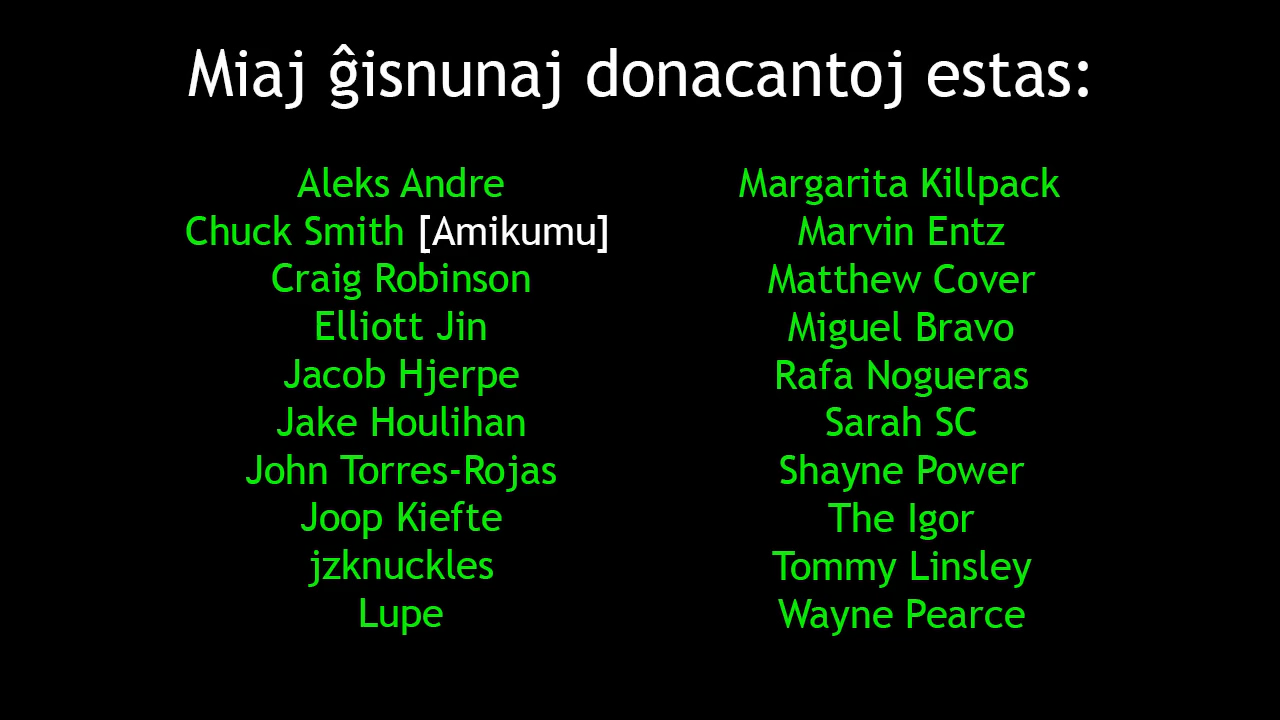 Miaj ĝisnunaj donacantoj estas:
Aleks Andre
Chuck Smith [Amikumu]
Craig Robinson
Elliott Jin
Jacob Hjerpe
Jake Houlihan
John Torres-Rojas
Joop Kiefte
jzknuckles
Lupe
Margarita Killpack
Marvin Entz
Matthew Cover
Miguel Bravo
Rafa Nogueras
Sarah SC
Shayne Power
The Igor
Tommy Linsley
Wayne Pearce